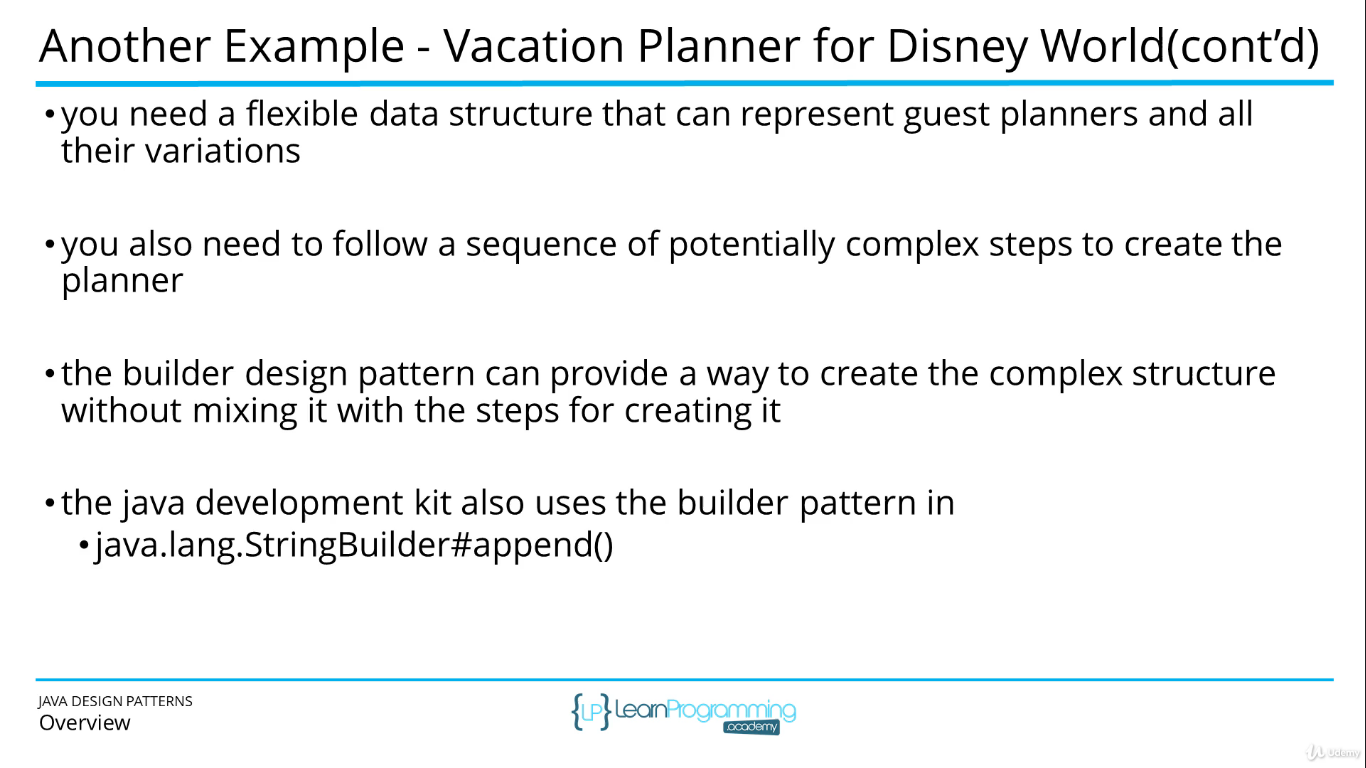 Another Example - Vacation Planner for Disney World(cont’d)
• you need a flexible data structure that can represent guest planners and all
their variations
• you also need to follow a sequence of potentially complex steps to create the
planner
• the builder design pattern can provide a way to create the complex structure
without mixing it with the steps for creating it
• the java development kit also uses the builder pattern in
• java.lang.StringBuilder#append()
JAVA DESIGN PATTERNS
Overview
{LP} LearnProgramming
.academy
Udemy